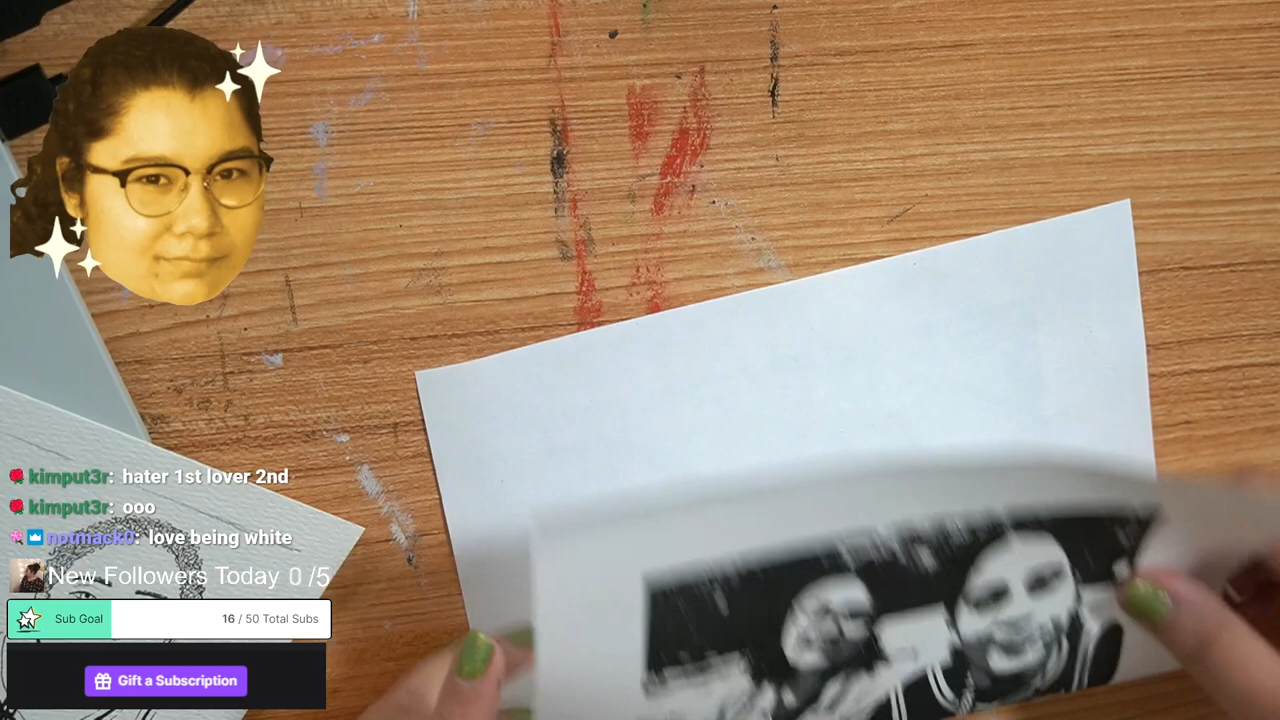 kimput3r: hater 1st lover 2nd
kimput3r: ooo
notmack0: love being white
New Followers Today 0 /5
Sub Goal 16 / 50 Total Subs
Gift a Subscription